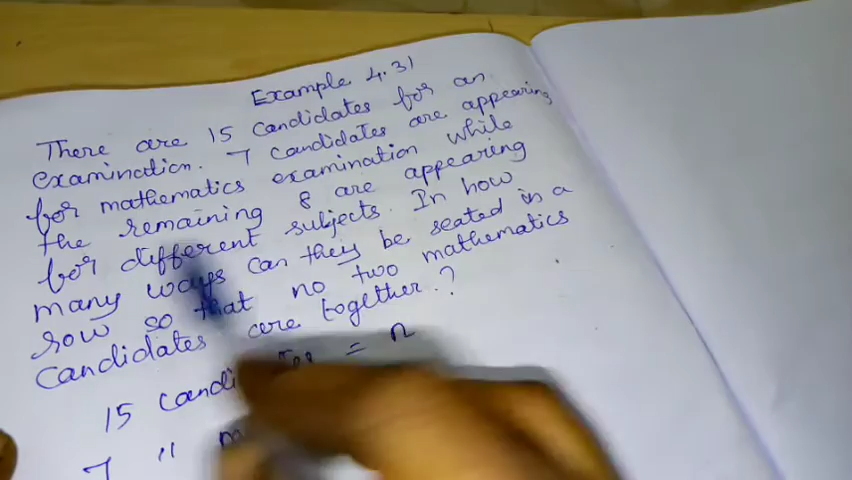 Example 4.31
There are 15 candidates for an
examination. 7 candidates are appearing
for mathematics examination while
the remaining 8 are appearing
for different subjects. In how
many ways can they be seated in a
row so that no two mathematics
candidates are together?
15 = n
7 "